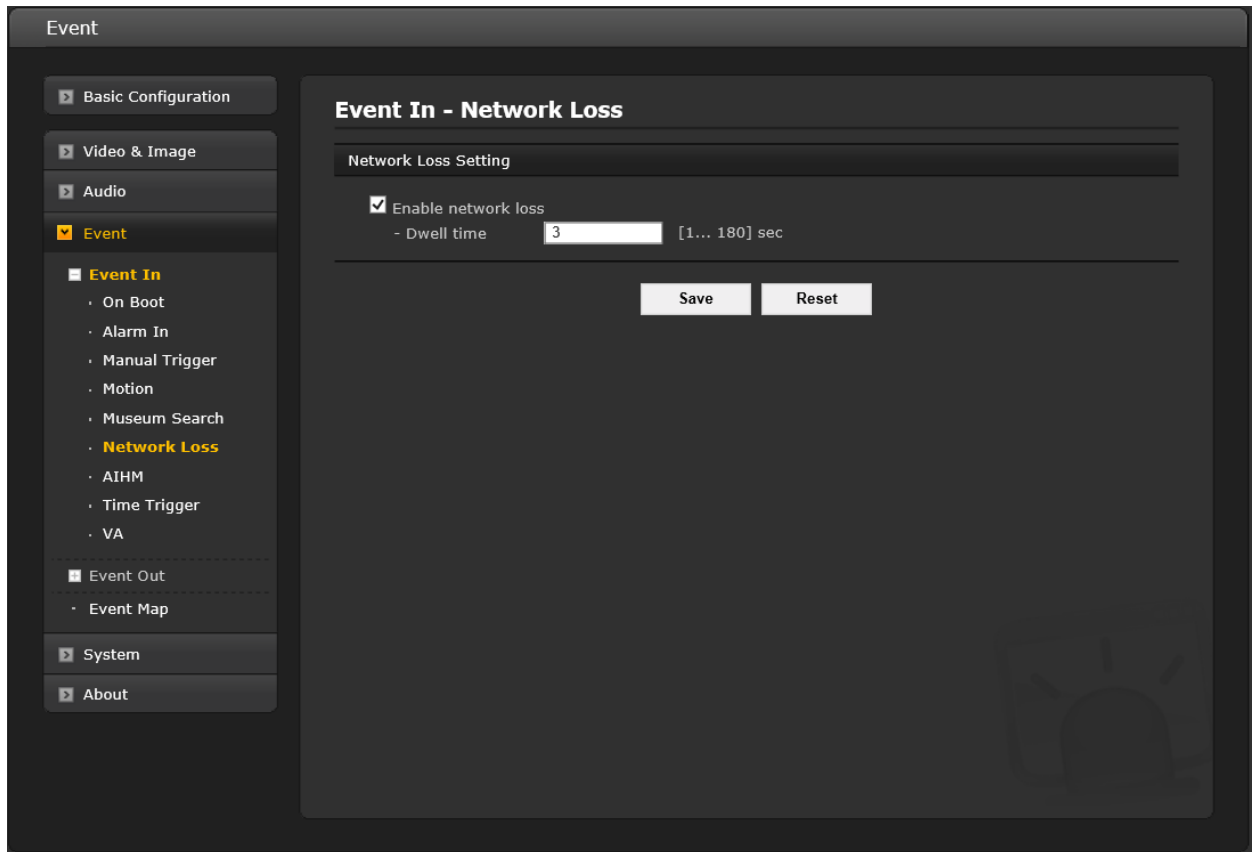 Event
Basic Configuration
Video & Image
Audio
Event
Event In
On Boot
Alarm In
Manual Trigger
Motion
Museum Search
Network Loss
AIHM
Time Trigger
VA
Event Out
Event Map
System
About
Event In - Network Loss
Network Loss Setting
Enable network loss
- Dwell time 3 [1... 180] sec
Save Reset